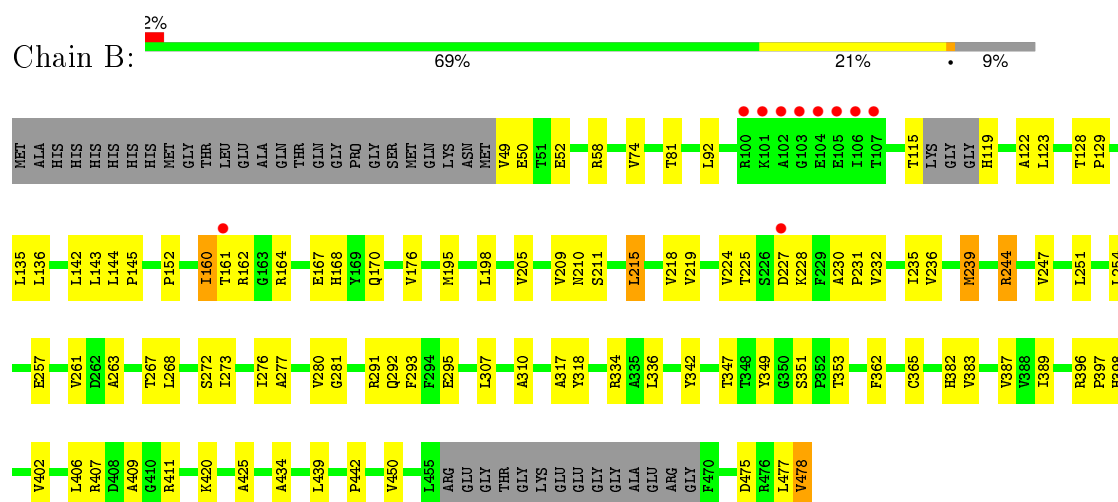 2%
Chain B:
69% 21% • 9%
MET ALA HIS HIS HIS HIS HIS HIS MET GLY THR LEU GLU ALA GLN THR GLN GLY PRO GLY SER MET GLN LYS ASN MET V49 E50 T51 E52 R58 V74 T81 L92 R100 K101 A102 G103 E104 E105 I106 T107 T115 LYS GLY GLY H119 A122 L123 T128 P129
L135 L136 L142 L143 L144 P145 P152 I160 T161 R162 G163 R164 E167 H168 Y169 Q170 V176 M195 L198 V205 V209 N210 S211 L215 V218 V219 V224 T225 S226 D227 K228 F229 A230 P231 V232 I235 V236 M239 R244 V247 L251 L254
E257 V261 D262 A263 T267 L268 S272 I273 I276 A277 V280 G281 R291 Q292 F293 F294 E295 L307 A310 A317 Y318 R334 A335 L336 Y342 T347 T348 Y349 G350 S351 P352 T353 F362 C365 H382 V383 V387 V388 I389 R396 P397 H398
V402 L406 R407 D408 A409 G410 R411 K420 A425 A434 L439 P442 V450 L455 ARG GLU GLY GLY THR GLY LYS GLU GLU GLY GLY ALA GLU ARG GLY F470 D475 R476 L477 V478